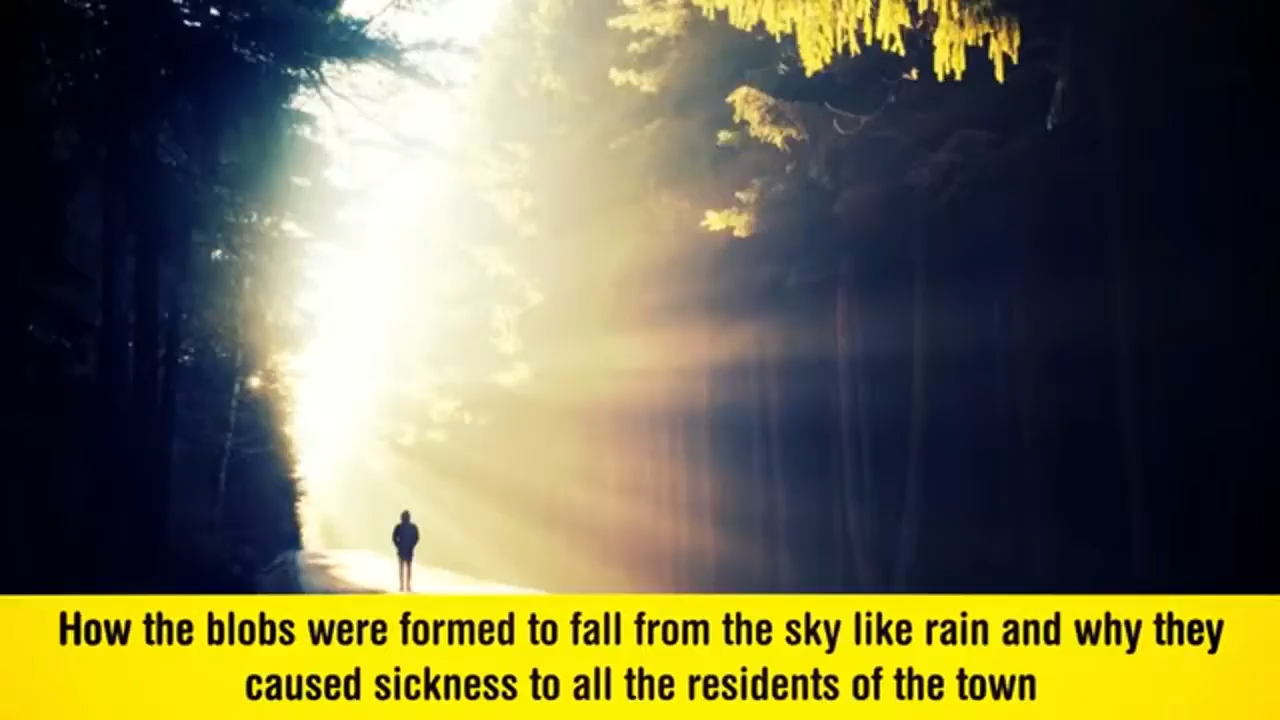 How the blobs were formed to fall from the sky like rain and why they
caused sickness to all the residents of the town